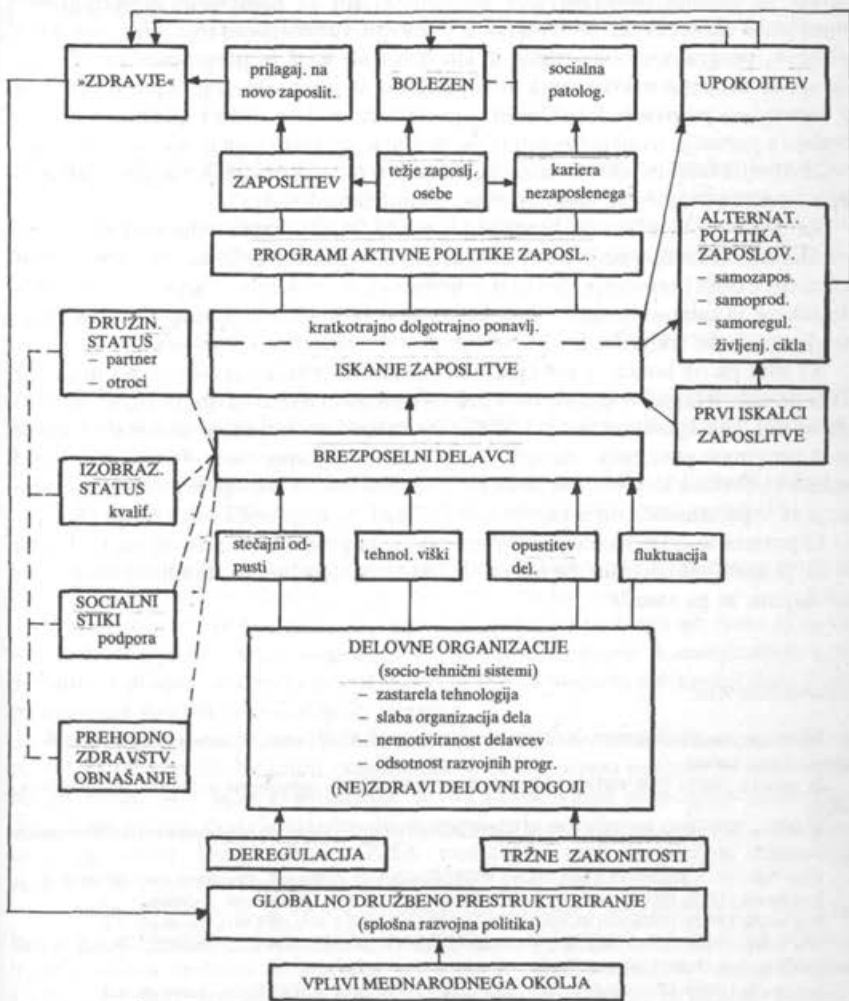 »ZDRAVJE«
prilagaj. na
novo zaposlit.
BOLEZEN
socialna
patolog.
UPOKOJITEV
ZAPOSLITEV
težje zaposlj.
osebe
kariera
nezaposlenega
ALTERNAT.
POLITIKA
ZAPOSLOV.
– samozapos.
– samoprod.
– samoregul.
– življenj. cikla
PROGRAMI AKTIVNE POLITIKE ZAPOSL.
DRUŽIN.
STATUS
– partner
– otroci
kratkotrajno dolgotrajno ponavlj.
ISKANJE ZAPOSLITVE
PRVI ISKALCI
ZAPOSLITVE
BREZPOSELNI DELAVCI
IZOBRAZ.
STATUS
kvalif.
stečajni od-
pusti
tehnol. viški
opustitev
del.
fluktuacija
SOCIALNI
STIKI
podpora
DELOVNE ORGANIZACIJE
(socio-tehnični sistemi)
– zastarela tehnologija
– slaba organizacija dela
– nemotiviranost delavcev
– odsotnost razvojnih progr.
(NE)ZDRAVI DELOVNI POGOJI
PREHODNO
ZDRAVSTV.
OBNAŠANJE
DEREGULACIJA
TRŽNE ZAKONITOSTI
GLOBALNO DRUŽBENO PRESTRUKTURIRANJE
(splošna razvojna politika)
VPLIVI MEDNARODNEGA OKOLJA